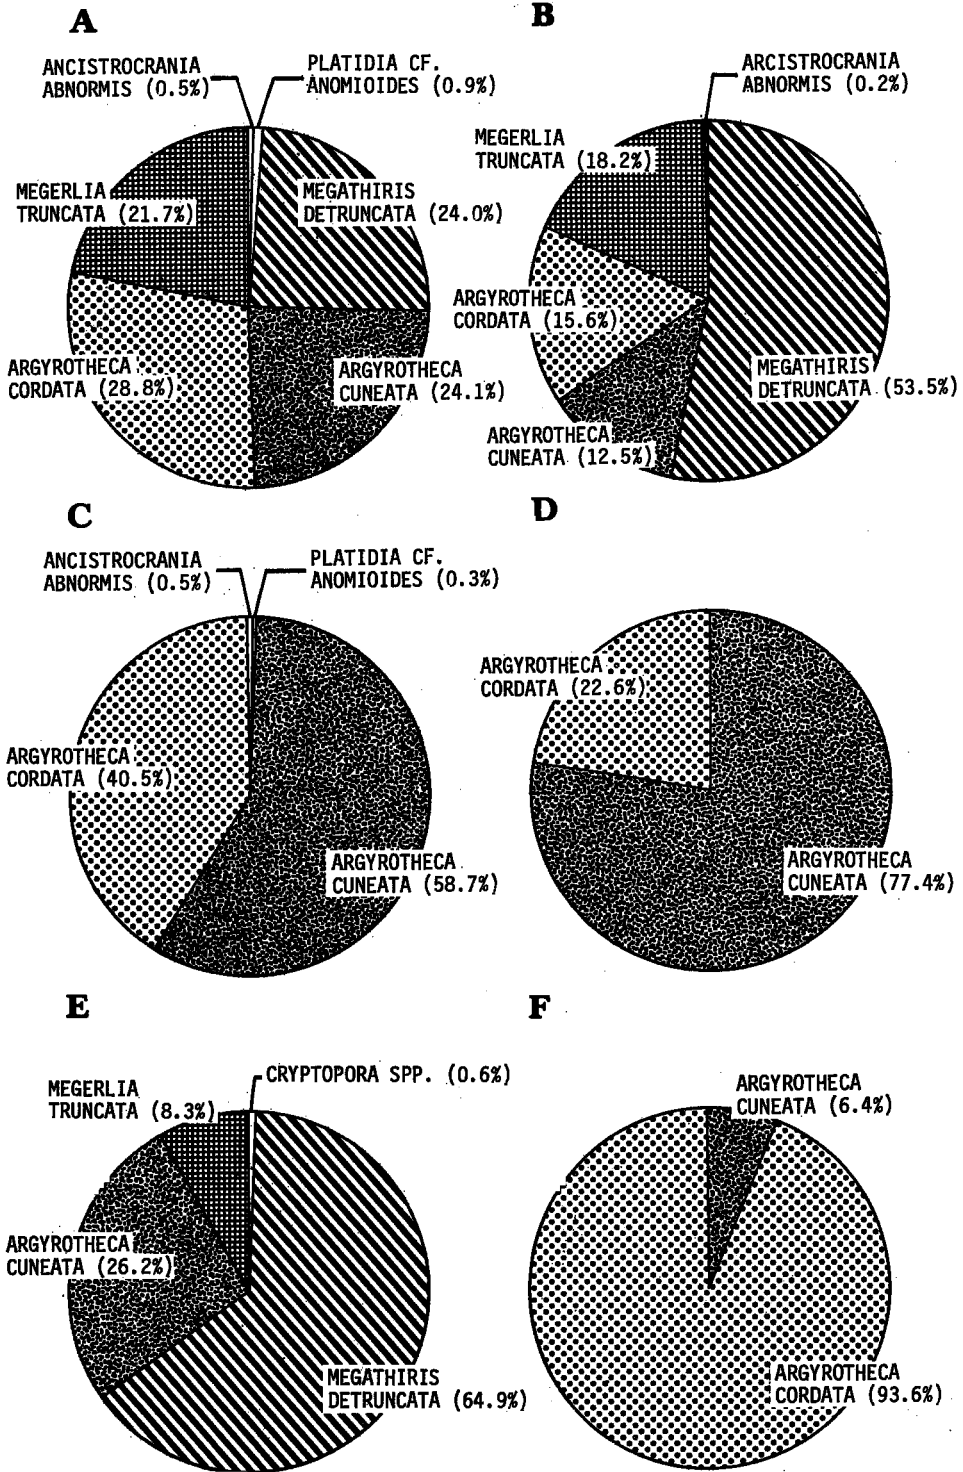 A
ANCISTROCRANIA
ABNORMIS (0.5%)
PLATIDIA CF.
ANOMIOIDES (0.9%)
MEGERLIA
TRUNCATA (21.7%)
MEGATHIRIS
DETRUNCATA (24.0%)
ARGYROTHECA
CORDATA (28.8%)
ARGYROTHECA
CUNEATA (24.1%)
B
ARCISTROCRANIA
ABNORMIS (0.2%)
MEGERLIA
TRUNCATA (18.2%)
ARGYROTHECA
CORDATA (15.6%)
MEGATHIRIS
DETRUNCATA (53.5%)
ARGYROTHECA
CUNEATA (12.5%)
C
ANCISTROCRANIA
ABNORMIS (0.5%)
PLATIDIA CF.
ANOMIOIDES (0.3%)
ARGYROTHECA
CORDATA (40.5%)
ARGYROTHECA
CUNEATA (58.7%)
D
ARGYROTHECA
CORDATA (22.6%)
ARGYROTHECA
CUNEATA (77.4%)
E
CRYPTOPORA SPP. (0.6%)
MEGERLIA
TRUNCATA (8.3%)
ARGYROTHECA
CUNEATA (26.2%)
MEGATHIRIS
DETRUNCATA (64.9%)
F
ARGYROTHECA
CUNEATA (6.4%)
ARGYROTHECA
CORDATA (93.6%)